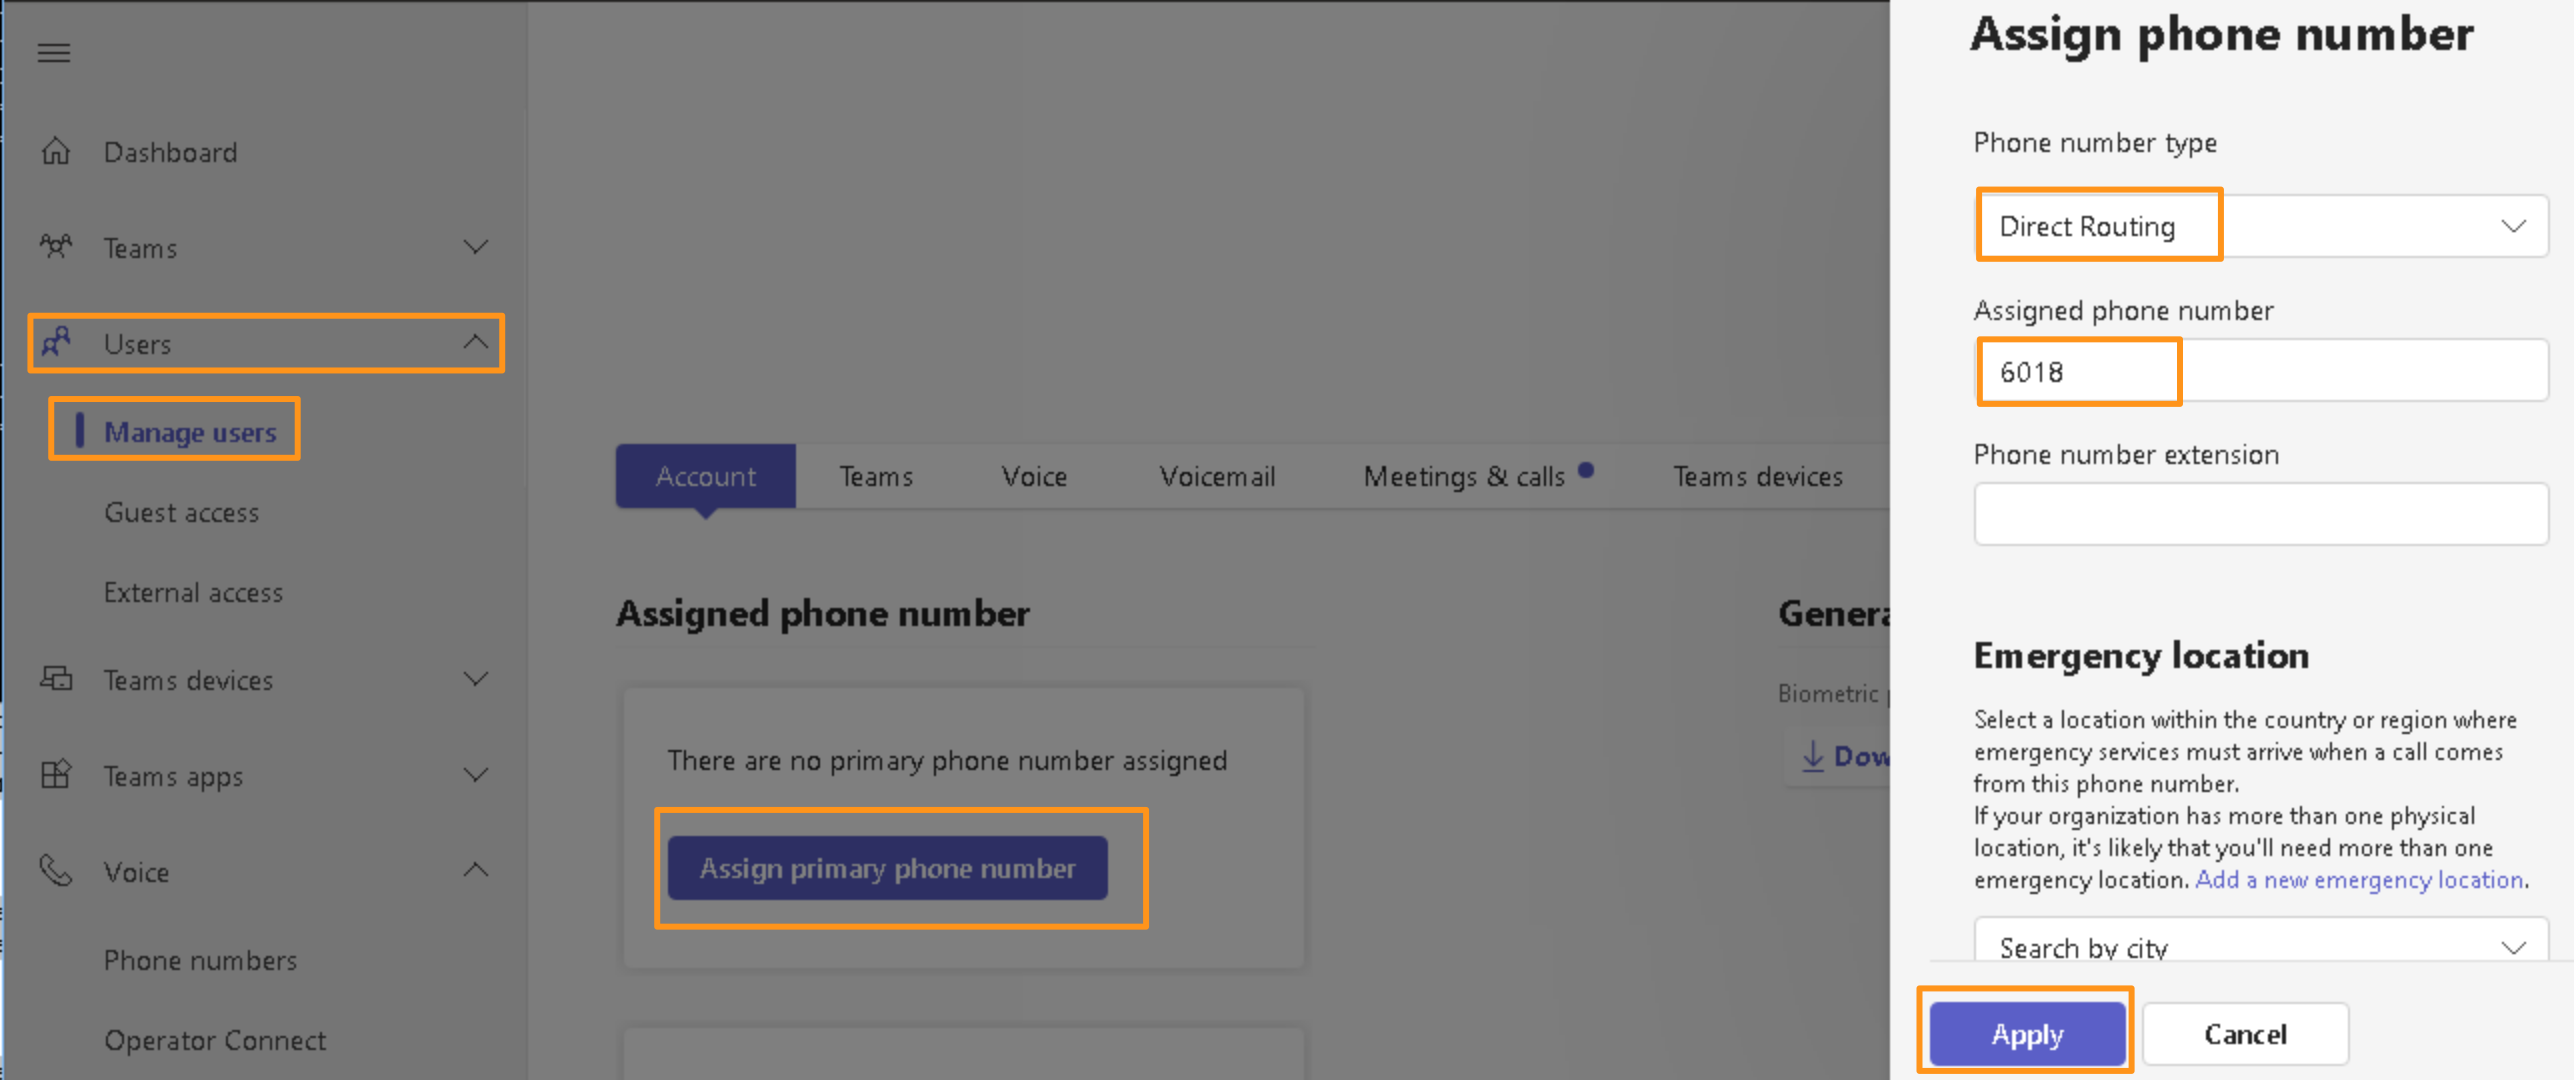 Dashboard
Teams
Users
Manage users
Guest access
External access
Teams devices
Teams apps
Voice
Phone numbers
Operator Connect
Account
Teams
Voice
Voicemail
Meetings & calls
Teams devices
Assigned phone number
There are no primary phone number assigned
Assign primary phone number
Biometric
Assign phone number
Phone number type
Direct Routing
Assigned phone number
6018
Phone number extension
Emergency location
Select a location within the country or region where
emergency services must arrive when a call comes
from this phone number.
If your organization has more than one physical
location, it's likely that you'll need more than one
emergency location. Add a new emergency location.
Search by city
Apply
Cancel